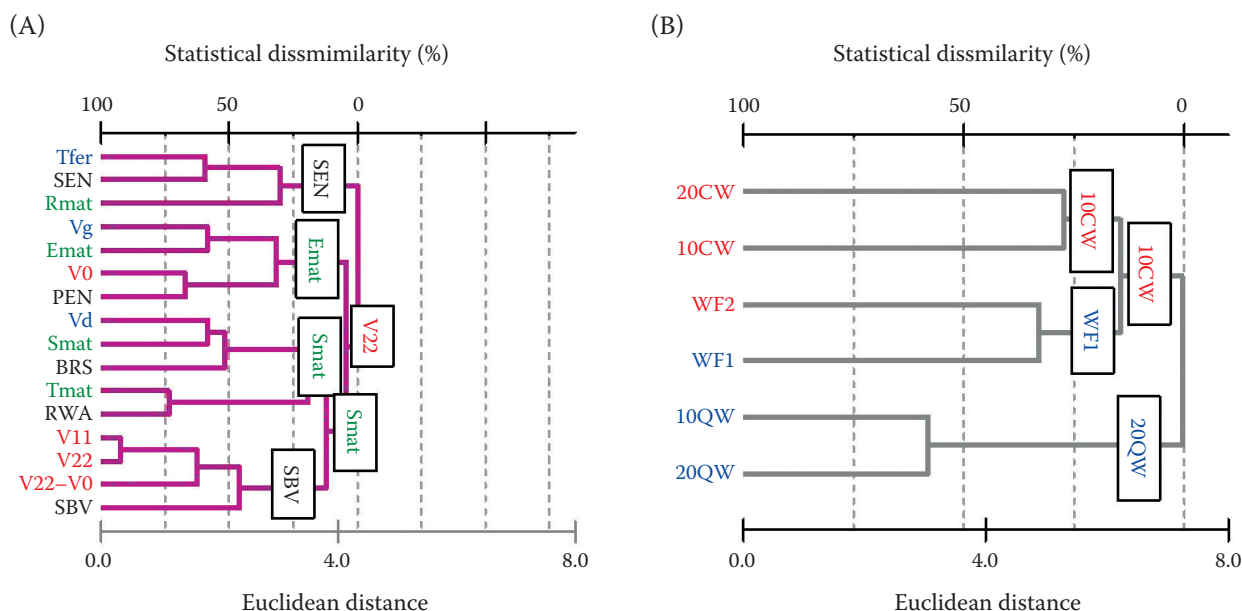 (A)
Statistical dissmimilarity (%)
100 50 0
Tfer
SEN
Rmat
Vg
Emat
V0
PEN
Vd
Smat
BRS
Tmat
RWA
V11
V22
V22–V0
SBV
SEN
Emat
V22
Smat
Smat
SBV
0.0 4.0 8.0
Euclidean distance
(B)
Statistical dissmilarity (%)
100 50 0
20CW
10CW
WF2
WF1
10QW
20QW
10CW
10CW
WF1
20QW
0.0 4.0 8.0
Euclidean distance